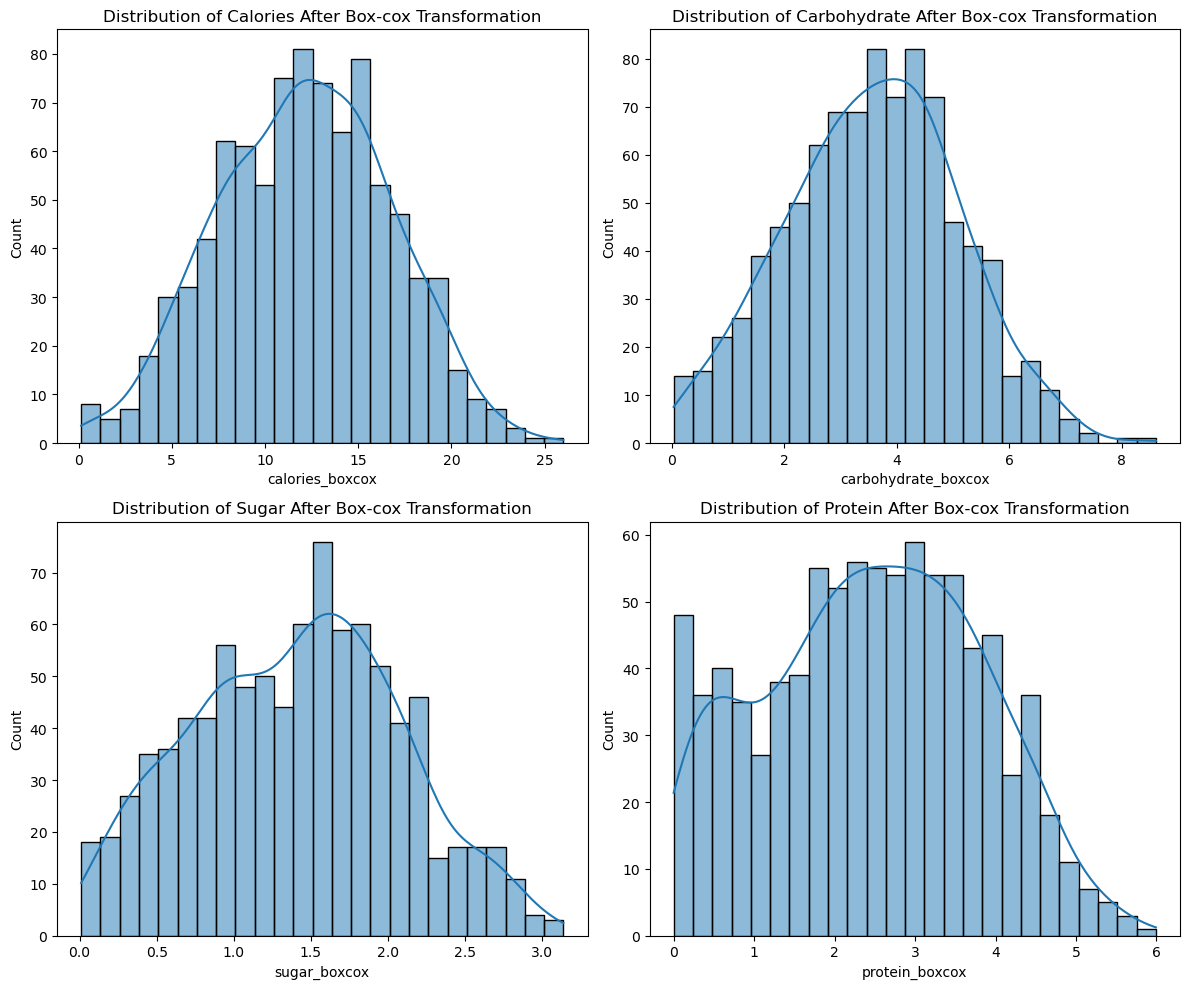 Distribution of Calories After Box-cox Transformation
80
70
60
50
40
30
20
10
0
Count
0 5 10 15 20 25
calories_boxcox
Distribution of Carbohydrate After Box-cox Transformation
80
70
60
50
40
30
20
10
0
Count
0 2 4 6 8
carbohydrate_boxcox
Distribution of Sugar After Box-cox Transformation
70
60
50
40
30
20
10
0
Count
0.0 0.5 1.0 1.5 2.0 2.5 3.0
sugar_boxcox
Distribution of Protein After Box-cox Transformation
60
50
40
30
20
10
0
Count
0 1 2 3 4 5 6
protein_boxcox